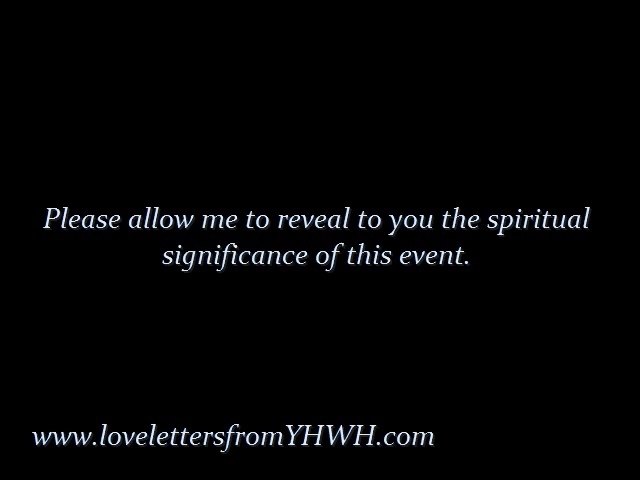 Please allow me to reveal to you the spiritual
significance of this event.
www.lovelettersfromYHWH.com